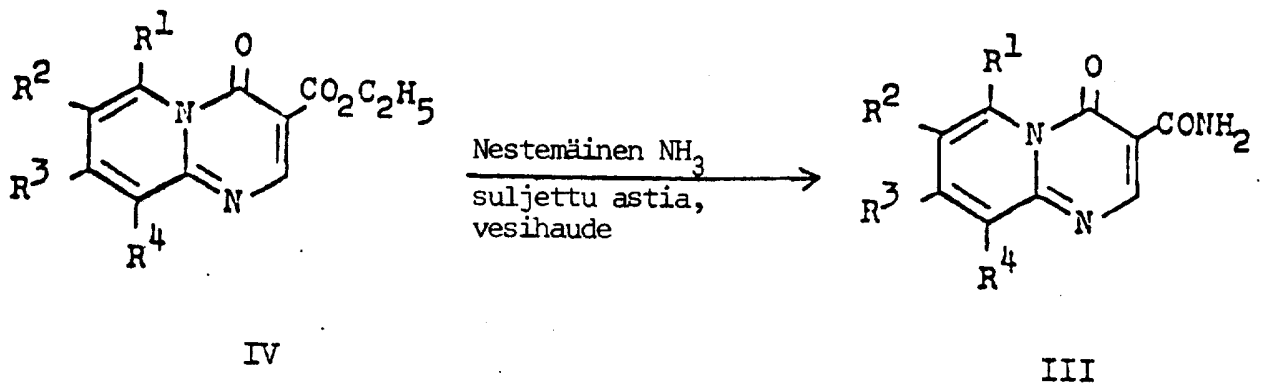 R¹ O
R² N CO₂C₂H₅
R³ N
R⁴
IV
Nestemäinen NH₃
suljettu astia,
vesihaude
R¹ O
R² N CONH₂
R³ N
R⁴
III